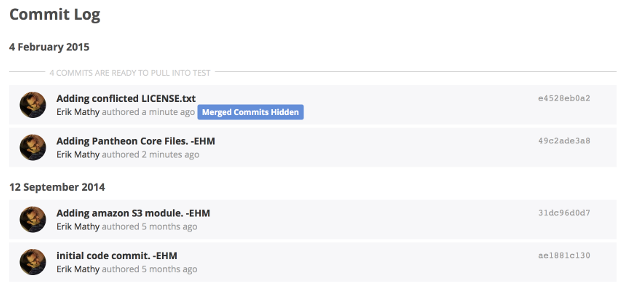 Commit Log
4 February 2015
4 COMMITS ARE READY TO PULL INTO TEST
Adding conflicted LICENSE.txt
e4528eb0a2
Erik Mathy authored a minute ago Merged Commits Hidden
Adding Pantheon Core Files. -EHM
49c2ade3a8
Erik Mathy authored 2 minutes ago
12 September 2014
Adding amazon S3 module. -EHM
31dc96d0d7
Erik Mathy authored 5 months ago
initial code commit. -EHM
ae1881c130
Erik Mathy authored 5 months ago